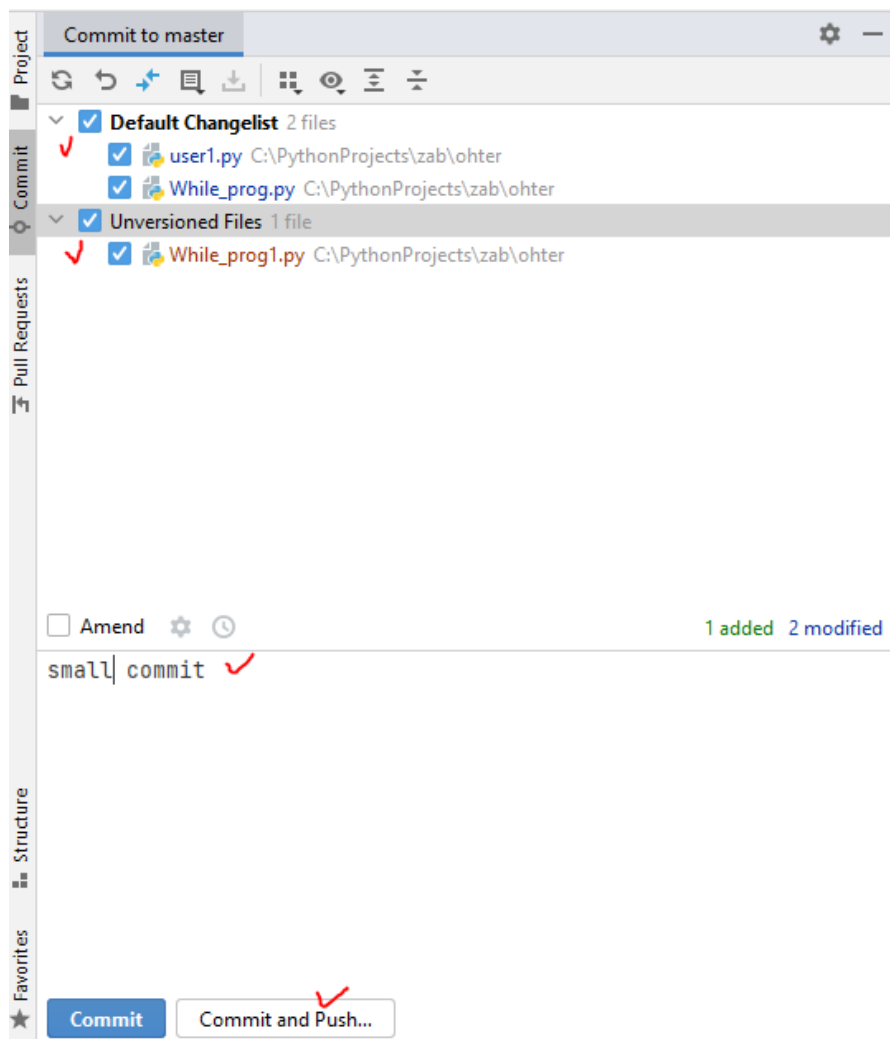 Commit to master
Project
Commit
Pull Requests
Structure
Favorites
Default Changelist 2 files
user1.py C:\PythonProjects\zab\ohter
While_prog.py C:\PythonProjects\zab\ohter
Unversioned Files 1 file
While_prog1.py C:\PythonProjects\zab\ohter
Amend
1 added 2 modified
small commit
Commit
Commit and Push...